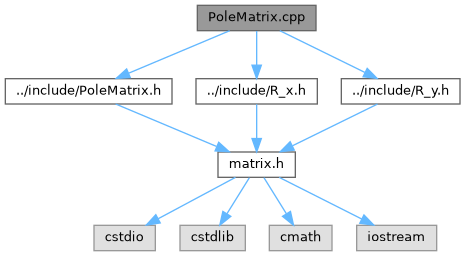 PoleMatrix.cpp
../include/PoleMatrix.h
../include/R_x.h
../include/R_y.h
matrix.h
cstdio
cstdlib
cmath
iostream